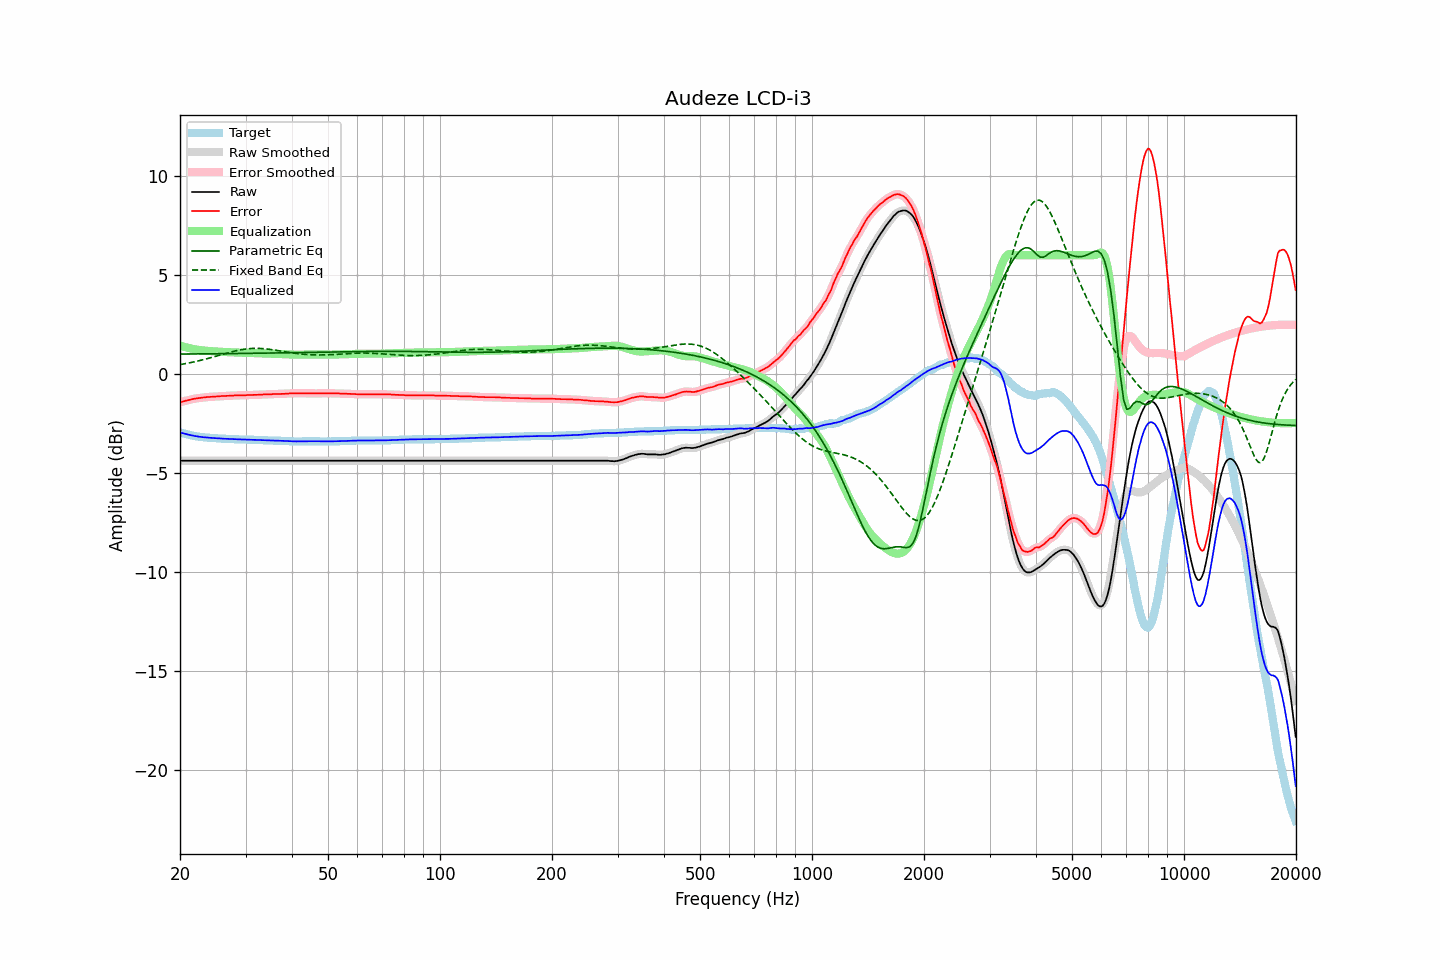 Audeze LCD-i3
Target
Raw Smoothed
Error Smoothed
Raw
Error
Equalization
Parametric Eq
Fixed Band Eq
Equalized
10
5
0
−5
−10
−15
−20
Amplitude (dBr)
20 50 100 200 500 1000 2000 5000 10000 20000
Frequency (Hz)